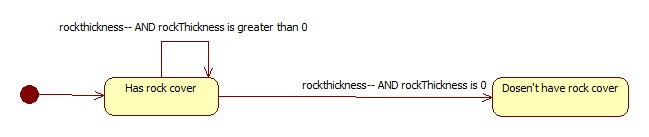 rockthickness-- AND rockThickness is greater than 0
Has rock cover
rockthickness-- AND rockThickness is 0
Dosen't have rock cover